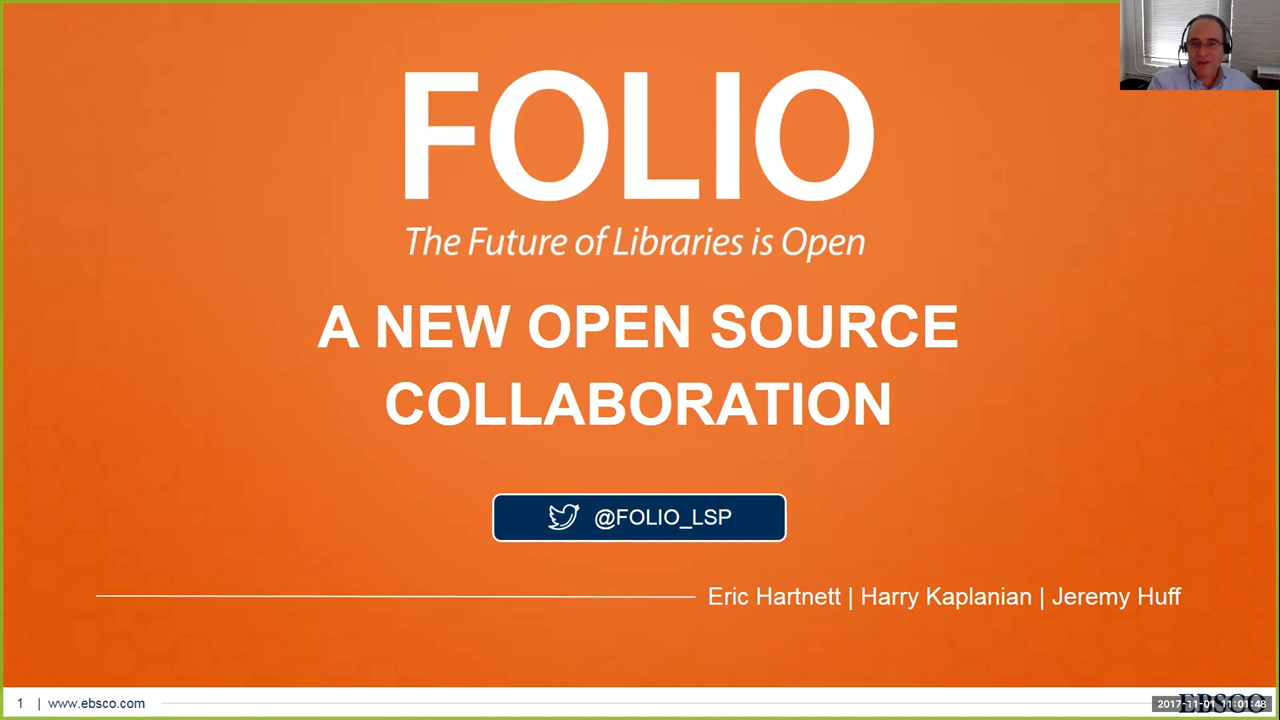 FOLIO
The Future of Libraries is Open
A NEW OPEN SOURCE
COLLABORATION
@FOLIO_LSP
Eric Hartnett | Harry Kaplanian | Jeremy Huff
1 | www.ebsco.com
EBSCO
2017-11-01 11:01:48